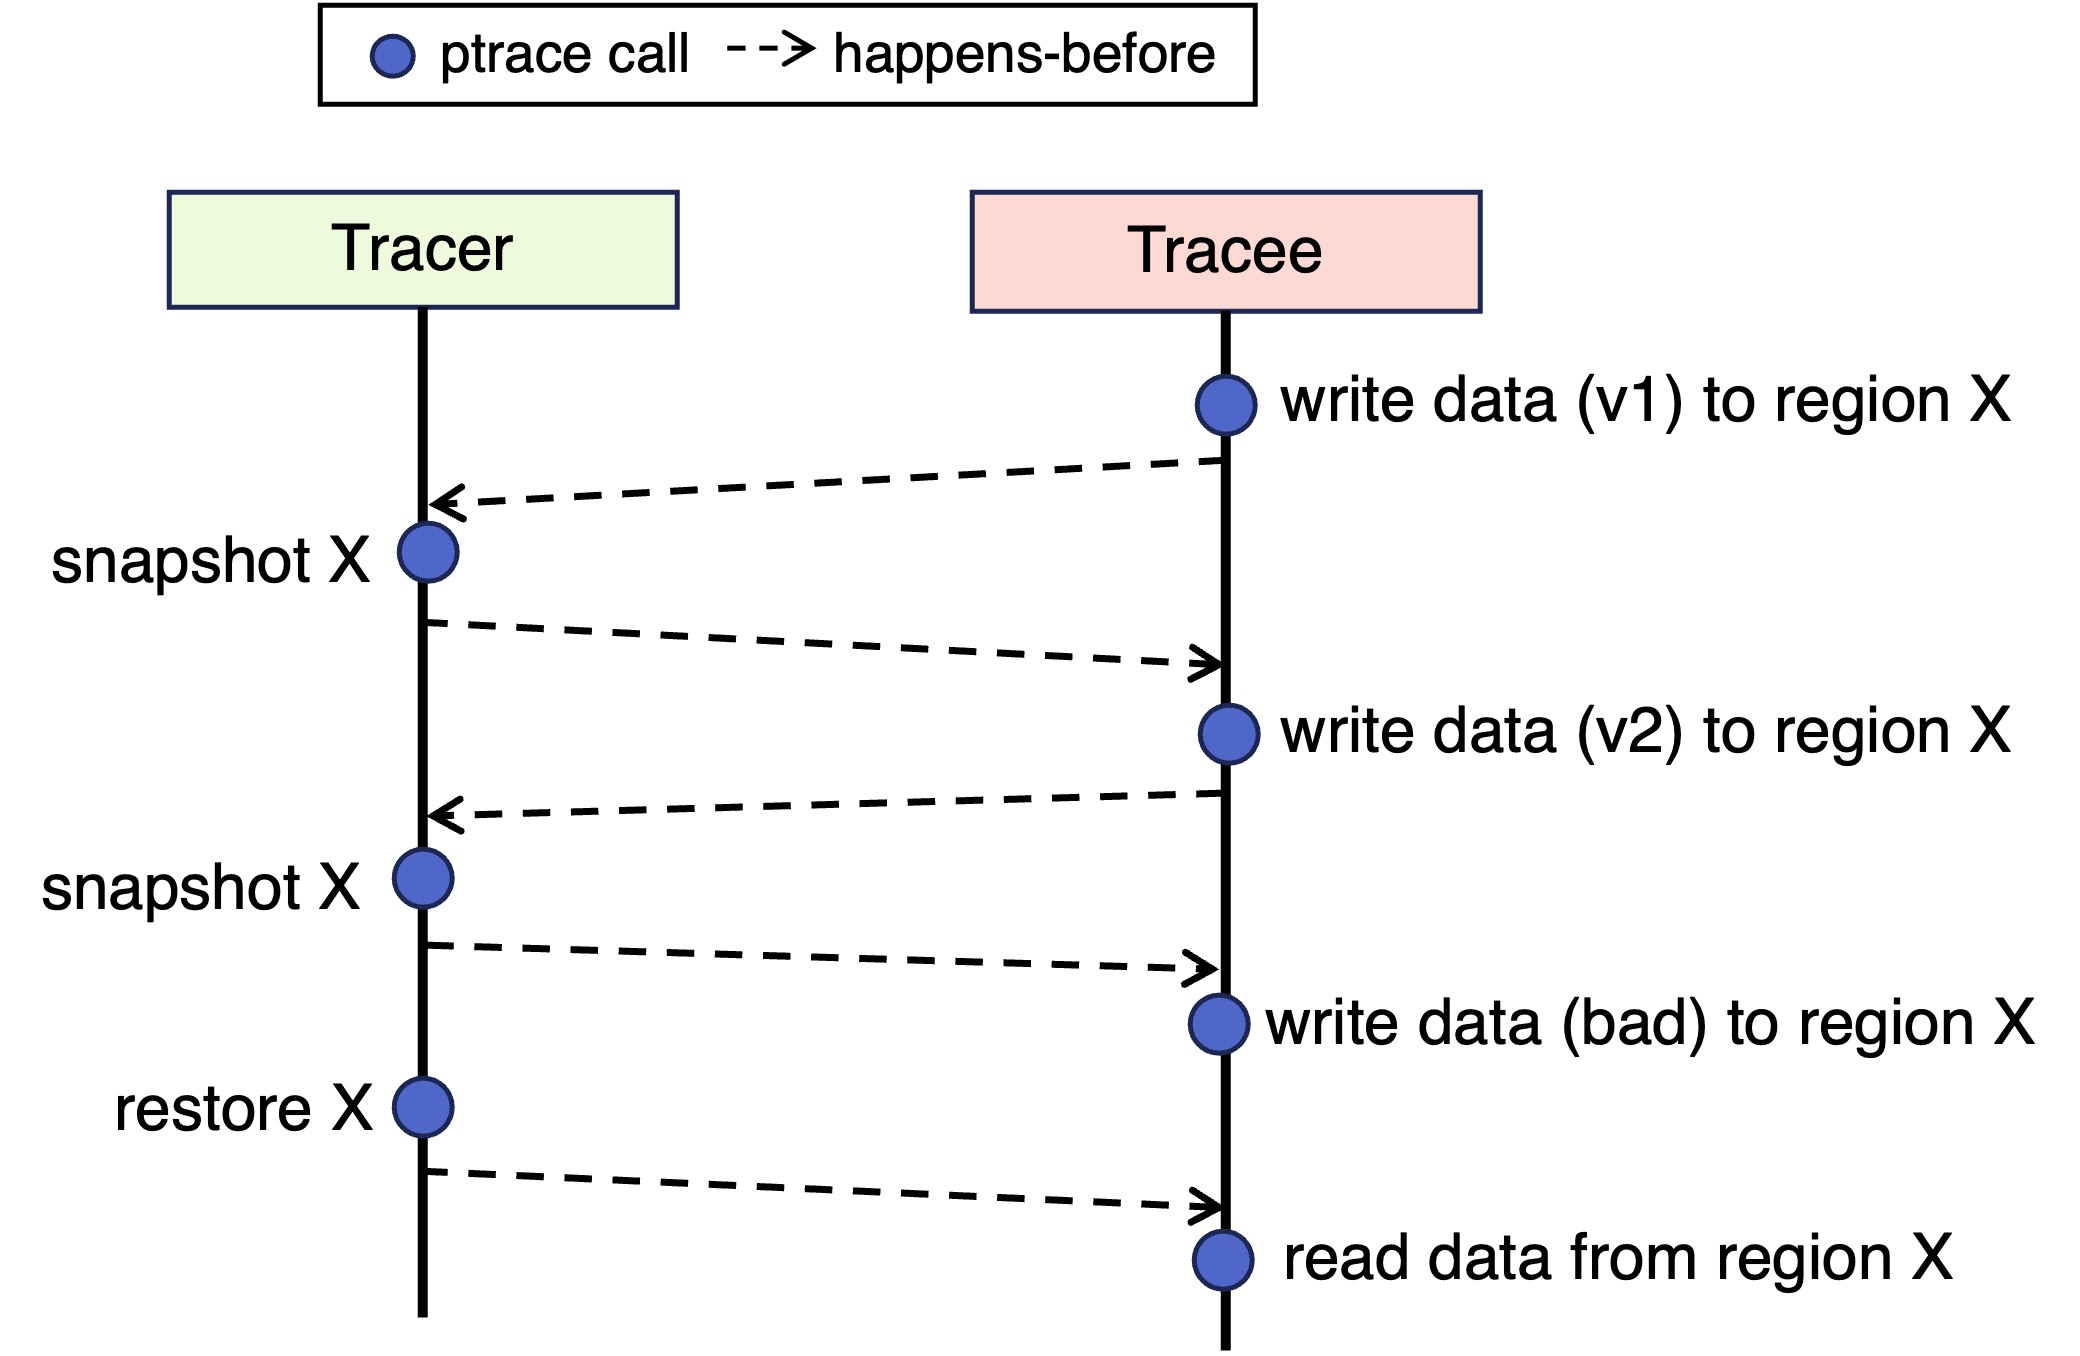 ptrace call happens-before
Tracer
Tracee
write data (v1) to region X
snapshot X
write data (v2) to region X
snapshot X
write data (bad) to region X
restore X
read data from region X